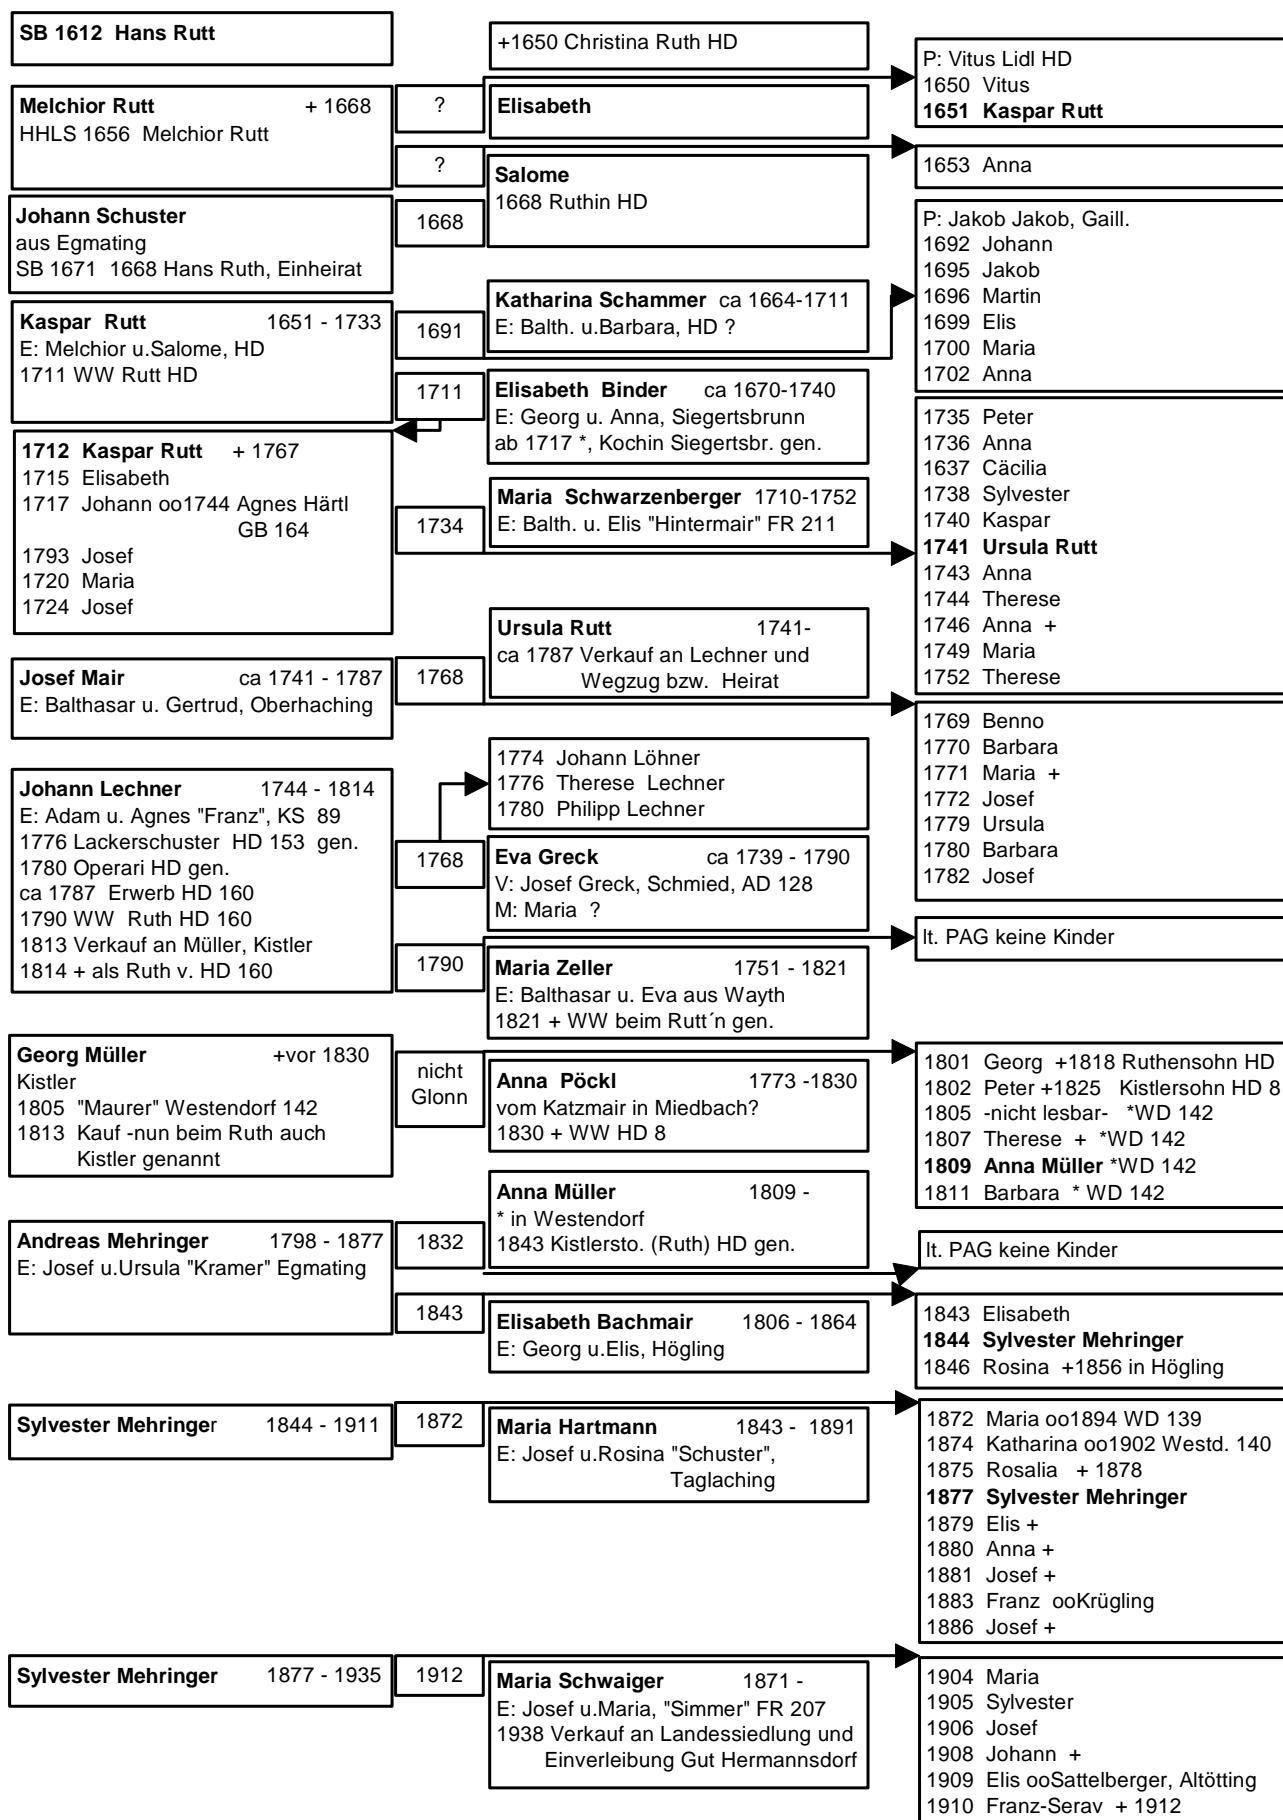 SB 1612 Hans Rutt
+1650 Christina Ruth HD
P: Vitus Lidl HD
1650 Vitus
1651 Kaspar Rutt
Melchior Rutt + 1668
HHLS 1656 Melchior Rutt
?
Elisabeth
?
1653 Anna
Salome
1668 Ruthin HD
Johann Schuster
aus Egmating
SB 1671 1668 Hans Ruth, Einheirat
1668
P: Jakob Jakob, Gaill.
1692 Johann
1695 Jakob
1696 Martin
1699 Elis
1700 Maria
1702 Anna
Kaspar Rutt 1651 - 1733
E: Melchior u.Salome, HD
1711 WW Rutt HD
1691
Katharina Schammer ca 1664-1711
E: Balth. u.Barbara, HD ?
1711
Elisabeth Binder ca 1670-1740
E: Georg u. Anna, Siegertsbrunn
ab 1717 *, Kochin Siegertsbr. gen.
1712 Kaspar Rutt + 1767
1715 Elisabeth
1717 Johann oo1744 Agnes Härtl
GB 164
1793 Josef
1720 Maria
1724 Josef
1734
Maria Schwarzenberger 1710-1752
E: Balth. u. Elis "Hintermair" FR 211
1735 Peter
1736 Anna
1637 Cäcilia
1738 Sylvester
1740 Kaspar
1741 Ursula Rutt
1743 Anna
1744 Therese
1746 Anna +
1749 Maria
1752 Therese
Josef Mair ca 1741 - 1787
E: Balthasar u. Gertrud, Oberhaching
1768
Ursula Rutt 1741-
ca 1787 Verkauf an Lechner und
Wegzug bzw. Heirat
1769 Benno
1770 Barbara
1771 Maria +
1772 Josef
1779 Ursula
1780 Barbara
1782 Josef
Johann Lechner 1744 - 1814
E: Adam u. Agnes "Franz", KS 89
1776 Lackerschuster HD 153 gen.
1780 Operari HD gen.
ca 1787 Erwerb HD 160
1790 WW Ruth HD 160
1813 Verkauf an Müller, Kistler
1814 + als Ruth v. HD 160
1768
1774 Johann Löhner
1776 Therese Lechner
1780 Philipp Lechner
Eva Greck ca 1739 - 1790
V: Josef Greck, Schmied, AD 128
M: Maria ?
1790
Maria Zeller 1751 - 1821
E: Balthasar u. Eva aus Wayth
1821 + WW beim Rutt´n gen.
lt. PAG keine Kinder
Georg Müller +vor 1830
Kistler
1805 "Maurer" Westendorf 142
1813 Kauf -nun beim Ruth auch
Kistler genannt
nicht
Glonn
Anna Pöckl 1773 -1830
vom Katzmair in Miedbach?
1830 + WW HD 8
1801 Georg +1818 Ruthensohn HD
1802 Peter +1825 Kistlersohn HD 8
1805 -nicht lesbar- *WD 142
1807 Therese + *WD 142
1809 Anna Müller *WD 142
1811 Barbara * WD 142
Andreas Mehringer 1798 - 1877
E: Josef u.Ursula "Kramer" Egmating
1832
Anna Müller 1809 -
* in Westendorf
1843 Kistlersto. (Ruth) HD gen.
lt. PAG keine Kinder
1843
Elisabeth Bachmair 1806 - 1864
E: Georg u.Elis, Högling
1843 Elisabeth
1844 Sylvester Mehringer
1846 Rosina +1856 in Högling
Sylvester Mehringer 1844 - 1911
1872
Maria Hartmann 1843 - 1891
E: Josef u.Rosina "Schuster",
Taglaching
1872 Maria oo1894 WD 139
1874 Katharina oo1902 Westd. 140
1875 Rosalia + 1878
1877 Sylvester Mehringer
1879 Elis +
1880 Anna +
1881 Josef +
1883 Franz ooKrügling
1886 Josef +
Sylvester Mehringer 1877 - 1935
1912
Maria Schwaiger 1871 -
E: Josef u.Maria, "Simmer" FR 207
1938 Verkauf an Landessiedlung und
Einverleibung Gut Hermannsdorf
1904 Maria
1905 Sylvester
1906 Josef
1908 Johann +
1909 Elis ooSattelberger, Altötting
1910 Franz-Serav + 1912